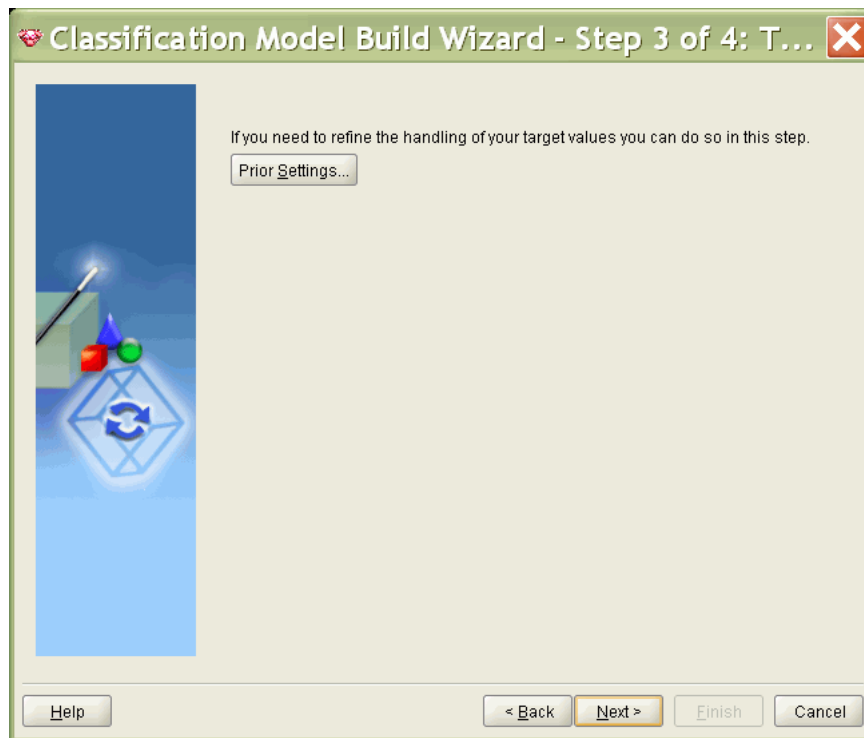 Classification Model Build Wizard - Step 3 of 4: T...
If you need to refine the handling of your target values you can do so in this step.
Prior Settings...
Help
< Back
Next >
Finish
Cancel